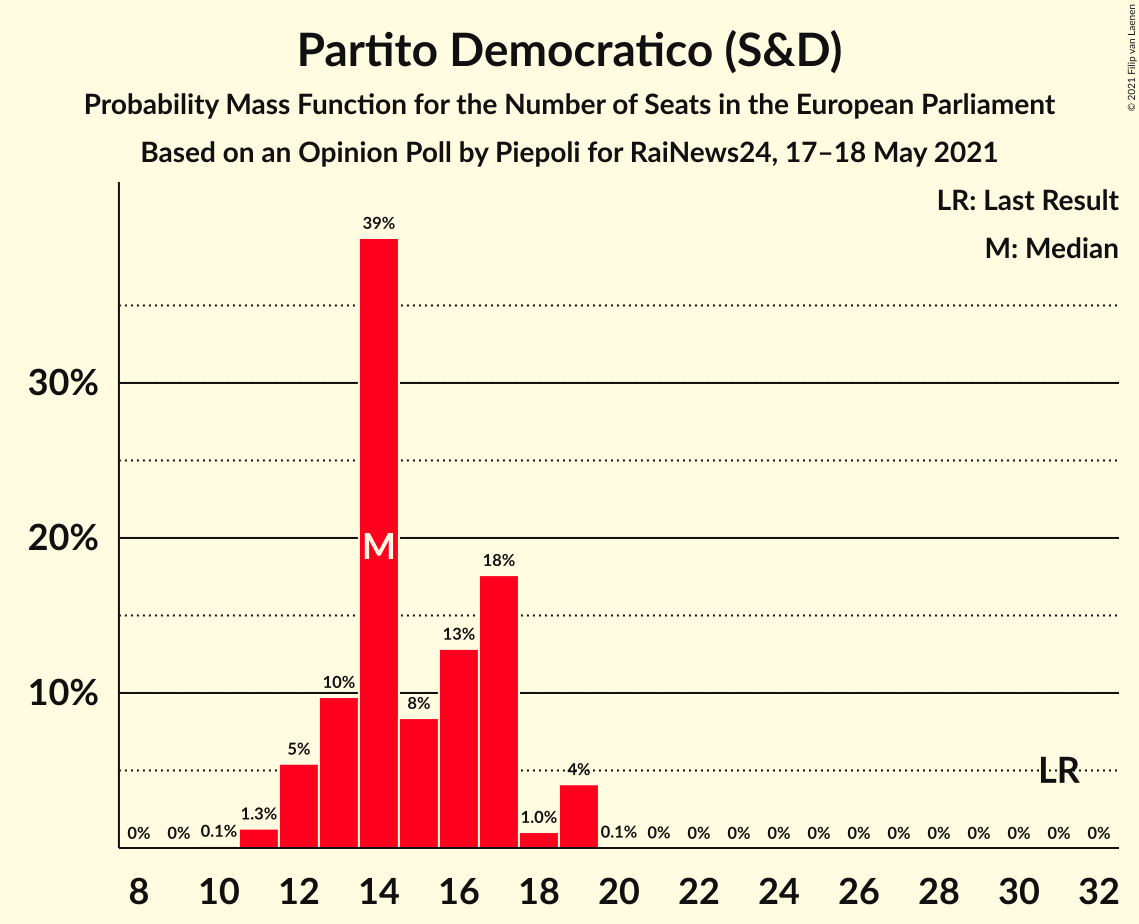 Partito Democratico (S&D)
Probability Mass Function for the Number of Seats in the European Parliament
Based on an Opinion Poll by Piepoli for RaiNews24, 17–18 May 2021
© 2021 Filip van Laenen
LR: Last Result
M: Median
39%
30%
20%
M
18%
13%
10%
10%
8%
5%
4%
LR
1.3%
1.0%
0% 0% 0.1% 0.1% 0% 0% 0% 0% 0% 0% 0% 0% 0% 0% 0% 0%
8 10 12 14 16 18 20 22 24 26 28 30 32